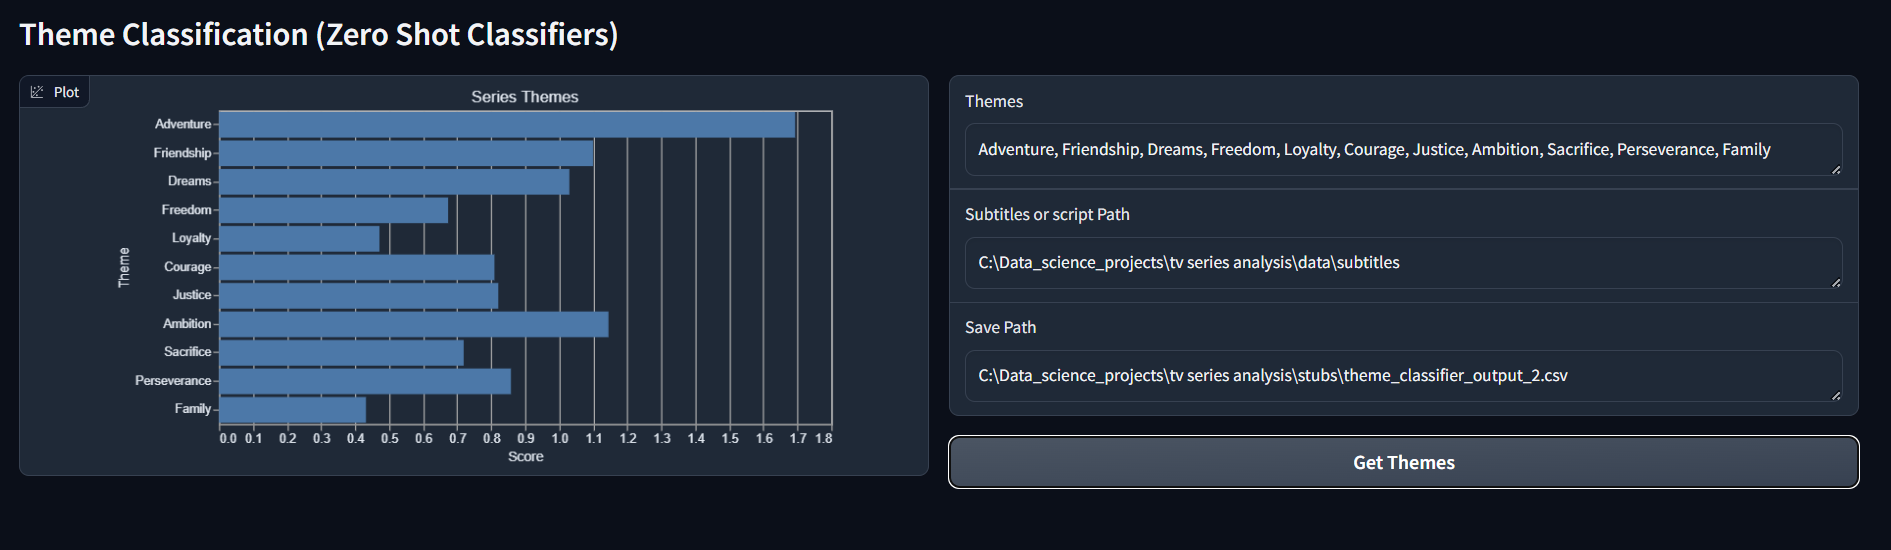 Theme Classification (Zero Shot Classifiers)
Plot
Series Themes
Theme
Adventure
Friendship
Dreams
Freedom
Loyalty
Courage
Justice
Ambition
Sacrifice
Perseverance
Family
0.0 0.1 0.2 0.3 0.4 0.5 0.6 0.7 0.8 0.9 1.0 1.1 1.2 1.3 1.4 1.5 1.6 1.7 1.8
Score
Themes
Adventure, Friendship, Dreams, Freedom, Loyalty, Courage, Justice, Ambition, Sacrifice, Perseverance, Family
Subtitles or script Path
C:\Data_science_projects\tv series analysis\data\subtitles
Save Path
C:\Data_science_projects\tv series analysis\stubs\theme_classifier_output_2.csv
Get Themes